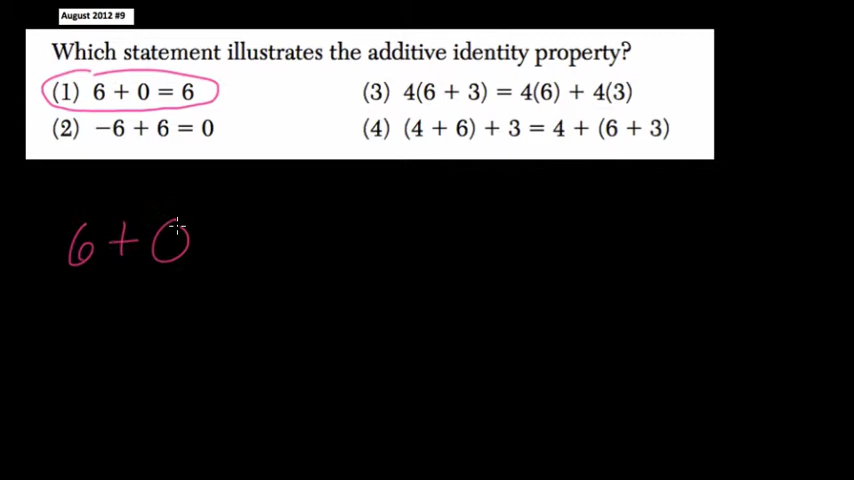 August 2012 #9
Which statement illustrates the additive identity property?
(1) 6 + 0 = 6
(3) 4(6 + 3) = 4(6) + 4(3)
(2) −6 + 6 = 0
(4) (4 + 6) + 3 = 4 + (6 + 3)
6 + 0